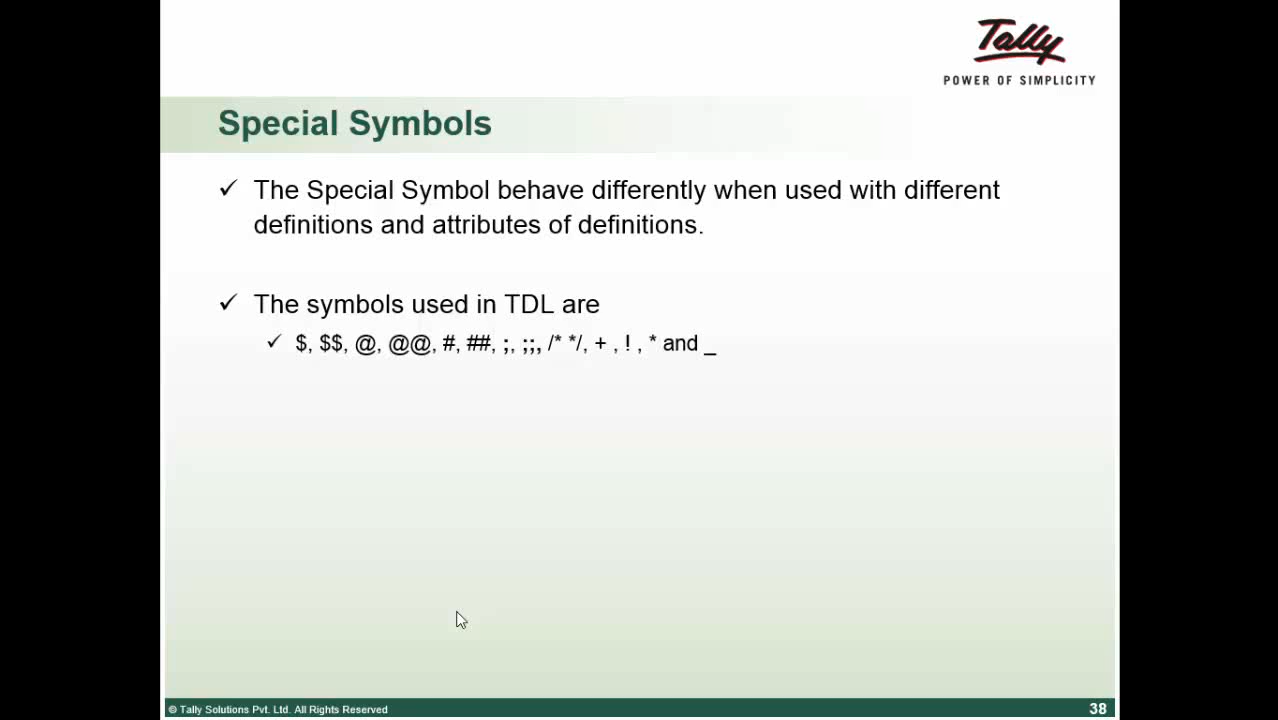 Tally
POWER OF SIMPLICITY
Special Symbols
The Special Symbol behave differently when used with different
definitions and attributes of definitions.
The symbols used in TDL are
$, $$, @, @@, #, ##, ;, ;;, /* */, + , ! , * and _
© Tally Solutions Pvt. Ltd. All Rights Reserved
38